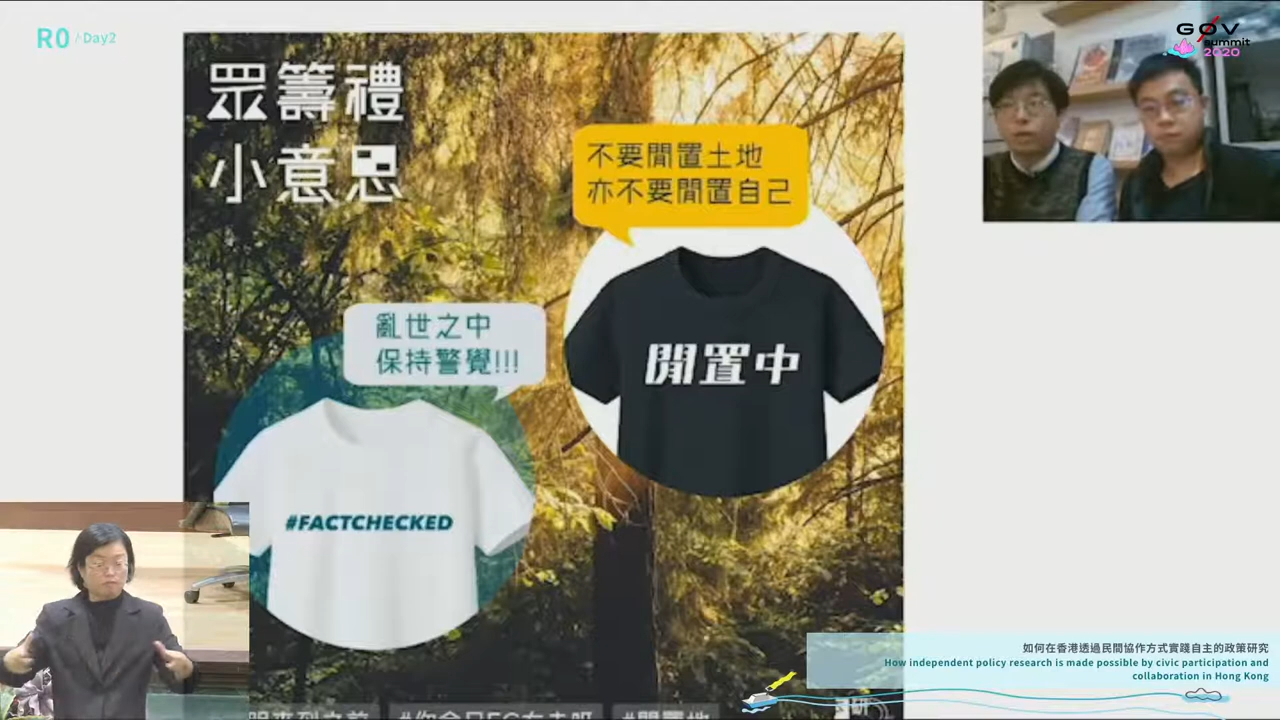 R0 / Day2
GØV
summit
2020
眾籌禮
小意思
不要閒置土地
亦不要閒置自己
閒置中
亂世之中
保持警覺!!!
#FACTCHECKED
如何在香港透過民間協作方式實踐自主的政策研究
How independent policy research is made possible by civic participation and
collaboration in Hong Kong